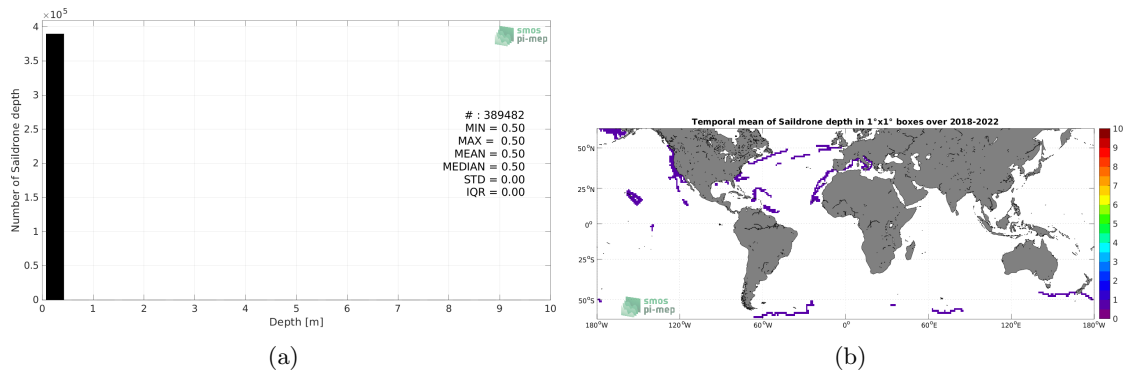 ×10⁵
4
3.5
3
2.5
2
1.5
1
0.5
0
Number of Saildrone depth
smos
pi-mep
# : 389482
MIN = 0.50
MAX = 0.50
MEAN = 0.50
MEDIAN = 0.50
STD = 0.00
IQR = 0.00
0 1 2 3 4 5 6 7 8 9 10
Depth [m]
(a)
Temporal mean of Saildrone depth in 1°x1° boxes over 2018-2022
50°N
25°N
0°
25°S
50°S
smos
pi-mep
180°W 120°W 60°W 0° 60°E 120°E 180°W
10
9
8
7
6
5
4
3
2
1
0
(b)